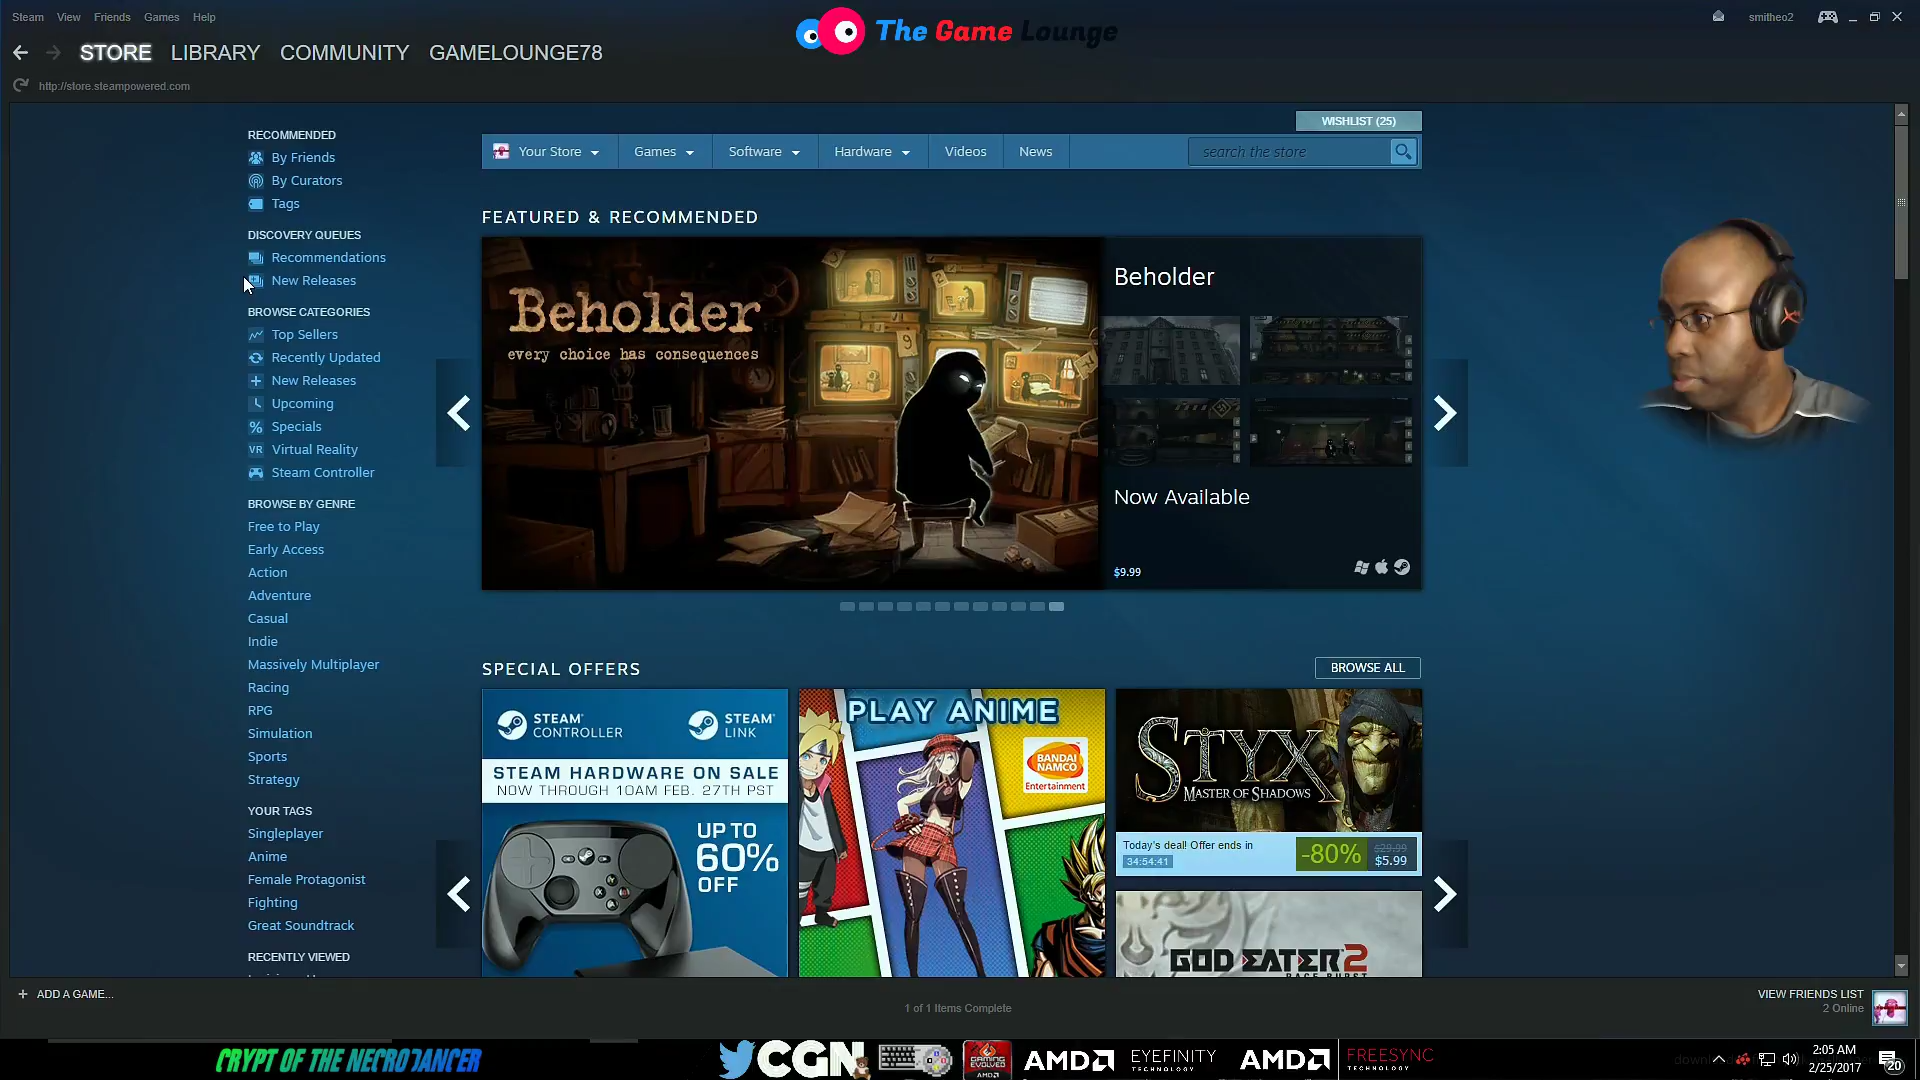 Steam View Friends Games Help
The Game Lounge
smitheo2
STORE LIBRARY COMMUNITY GAMELOUNGE78
http://store.steampowered.com
WISHLIST (25)
Your Store Games Software Hardware Videos News search the store
RECOMMENDED
By Friends
By Curators
Tags
DISCOVERY QUEUES
Recommendations
New Releases
BROWSE CATEGORIES
Top Sellers
Recently Updated
New Releases
Upcoming
% Specials
VR Virtual Reality
Steam Controller
BROWSE BY GENRE
Free to Play
Early Access
Action
Adventure
Casual
Indie
Massively Multiplayer
Racing
RPG
Simulation
Sports
Strategy
YOUR TAGS
Singleplayer
Anime
Female Protagonist
Fighting
Great Soundtrack
RECENTLY VIEWED
FEATURED & RECOMMENDED
Beholder
every choice has consequences
Beholder
Now Available
$9.99
SPECIAL OFFERS
BROWSE ALL
STEAM CONTROLLER
STEAM LINK
STEAM HARDWARE ON SALE
NOW THROUGH 10AM FEB. 27TH PST
UP TO
60%
OFF
PLAY ANIME
BANDAI NAMCO
Entertainment
STYX
MASTER OF SHADOWS
Today's deal! Offer ends in
34:54:41
-80%
$29.99
$5.99
GOD EATER 2
+ ADD A GAME...
1 of 1 Items Complete
VIEW FRIENDS LIST
2 Online
CRYPT OF THE NECRODANCER
CGN
GAMING EVOLVED
AMD
AMD
EYEFINITY
TECHNOLOGY
AMD
FREESYNC
TECHNOLOGY
2:05 AM
2/25/2017
20